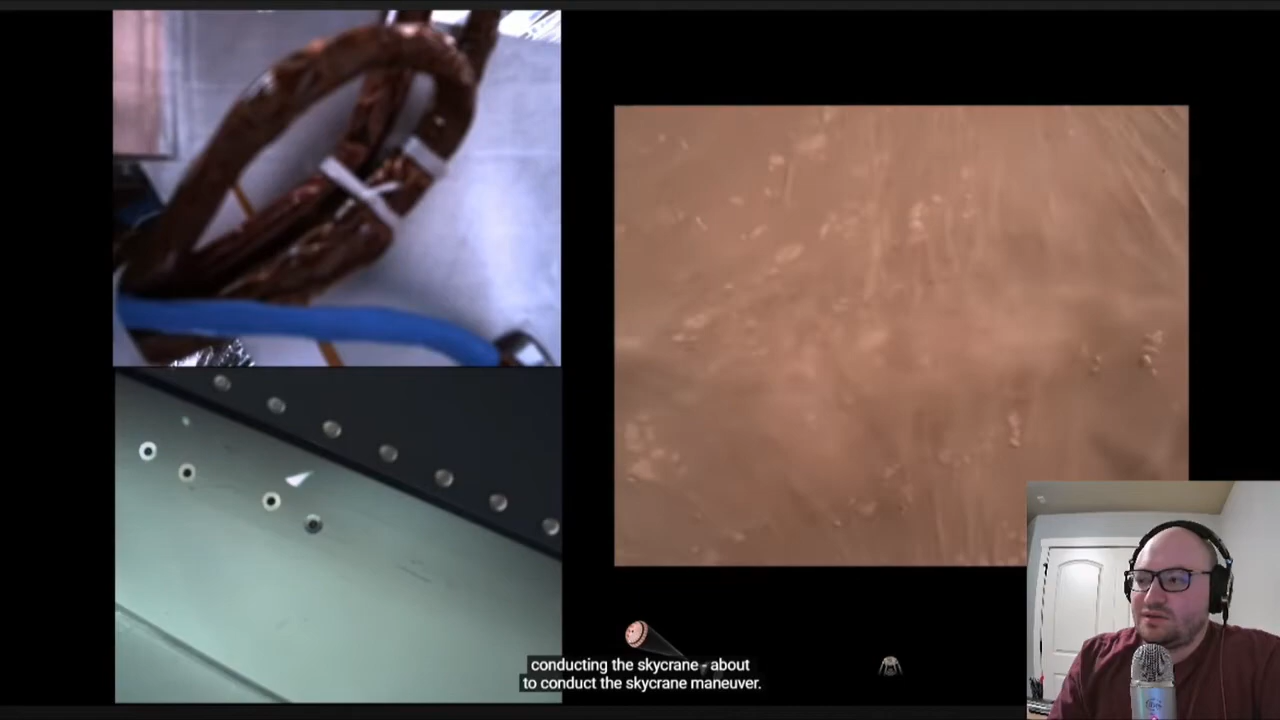 conducting the skycrane - about
to conduct the skycrane maneuver.